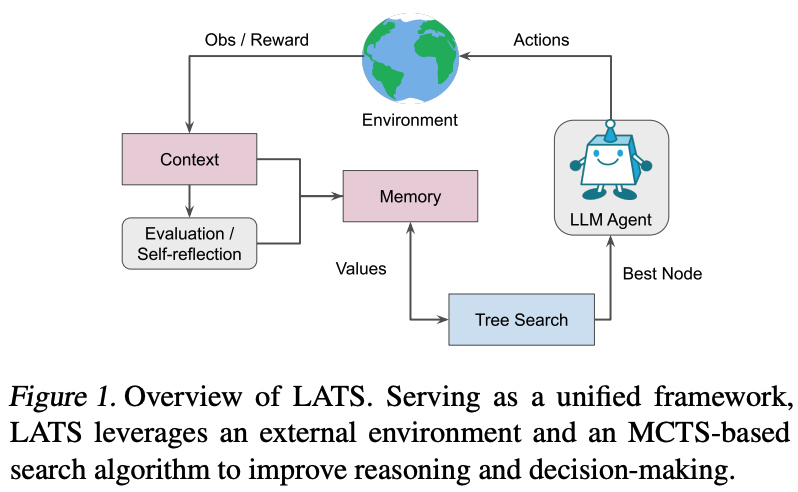 Obs / Reward
Actions
Environment
Context
Memory
LLM Agent
Evaluation /
Self-reflection
Values
Best Node
Tree Search
Figure 1. Overview of LATS. Serving as a unified framework,
LATS leverages an external environment and an MCTS-based
search algorithm to improve reasoning and decision-making.